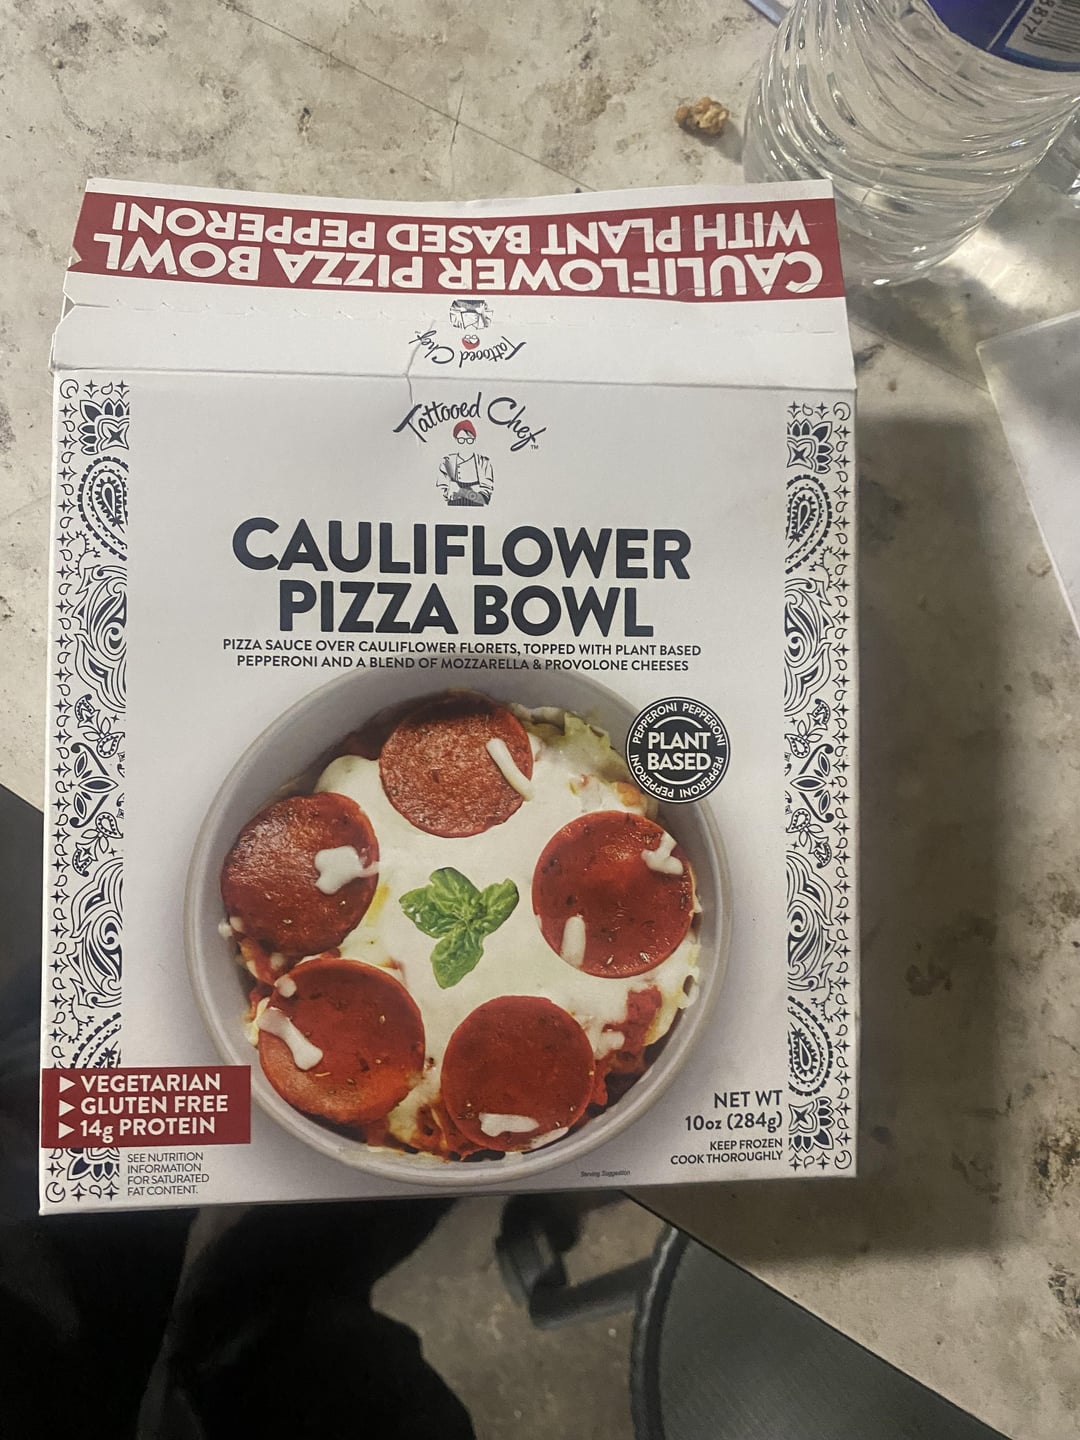 CAULIFLOWER PIZZA BOWL
WITH PLANT BASED PEPPERONI
Tattooed Chef
Tattooed Chef™
CAULIFLOWER
PIZZA BOWL
PIZZA SAUCE OVER CAULIFLOWER FLORETS, TOPPED WITH PLANT BASED
PEPPERONI AND A BLEND OF MOZZARELLA & PROVOLONE CHEESES
PEPPERONI PEPPERONI PEPPERONI PEPPERONI
PLANT
BASED
▶ VEGETARIAN
▶ GLUTEN FREE
▶ 14g PROTEIN
SEE NUTRITION
INFORMATION
FOR SATURATED
FAT CONTENT.
NET WT
10oz (284g)
KEEP FROZEN
COOK THOROUGHLY
Serving Suggestion